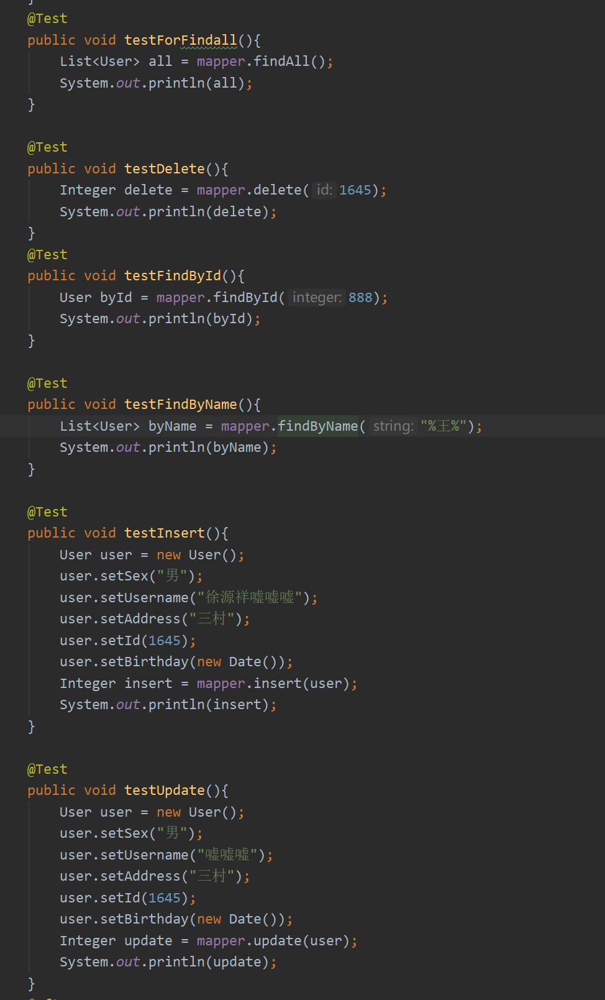 }
@Test
public void testForFindall(){
List<User> all = mapper.findAll();
System.out.println(all);
}
@Test
public void testDelete(){
Integer delete = mapper.delete( id: 1645);
System.out.println(delete);
}
@Test
public void testFindById(){
User byId = mapper.findById( integer: 888);
System.out.println(byId);
}
@Test
public void testFindByName(){
List<User> byName = mapper.findByName( string: "%王%");
System.out.println(byName);
}
@Test
public void testInsert(){
User user = new User();
user.setSex("男");
user.setUsername("徐源祥嘘嘘嘘");
user.setAddress("三村");
user.setId(1645);
user.setBirthday(new Date());
Integer insert = mapper.insert(user);
System.out.println(insert);
}
@Test
public void testUpdate(){
User user = new User();
user.setSex("男");
user.setUsername("嘘嘘嘘");
user.setAddress("三村");
user.setId(1645);
user.setBirthday(new Date());
Integer update = mapper.update(user);
System.out.println(update);
}